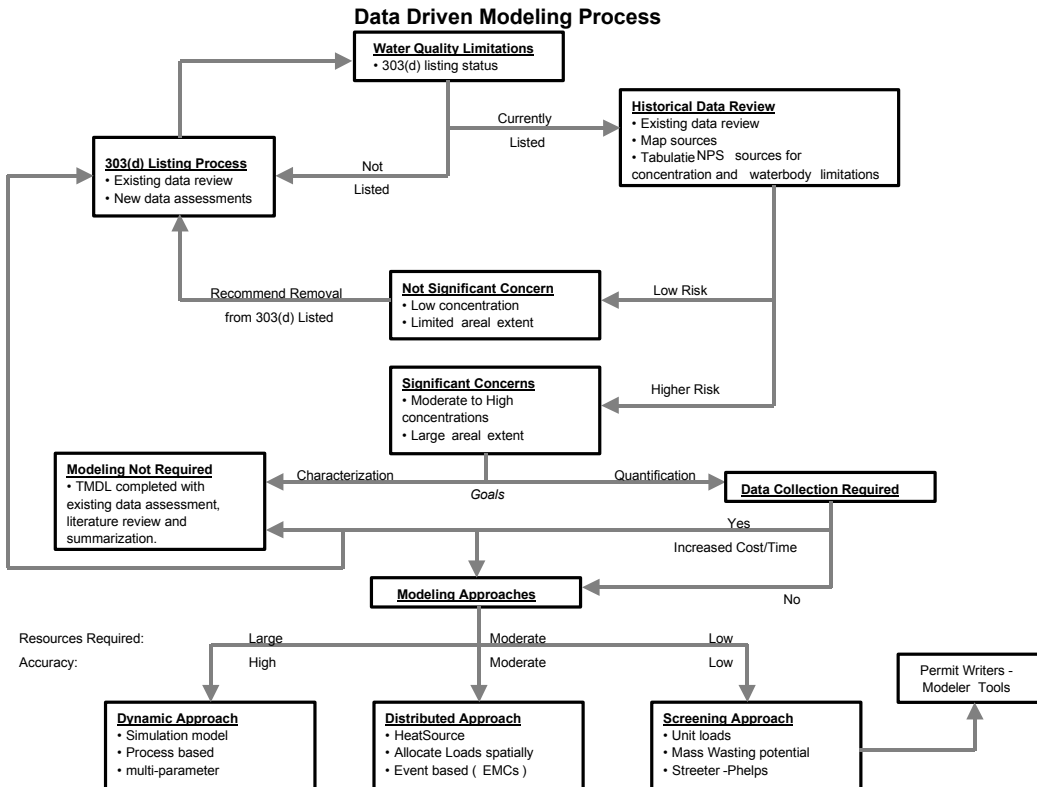 Data Driven Modeling Process
Water Quality Limitations
• 303(d) listing status
Currently
Listed
Historical Data Review
• Existing data review
• Map sources
• Tabulatie NPS sources for
concentration and waterbody limitations
303(d) Listing Process
• Existing data review
• New data assessments
Not
Listed
Recommend Removal
from 303(d) Listed
Not Significant Concern
• Low concentration
• Limited areal extent
Low Risk
Significant Concerns
• Moderate to High
concentrations
• Large areal extent
Higher Risk
Modeling Not Required
• TMDL completed with
existing data assessment,
literature review and
summarization.
Characterization
Goals
Quantification
Data Collection Required
Yes
Increased Cost/Time
Modeling Approaches
No
Resources Required: Large Moderate Low
Accuracy: High Moderate Low
Permit Writers -
Modeler Tools
Dynamic Approach
• Simulation model
• Process based
• multi-parameter
Distributed Approach
• HeatSource
• Allocate Loads spatially
• Event based ( EMCs )
Screening Approach
• Unit loads
• Mass Wasting potential
• Streeter -Phelps